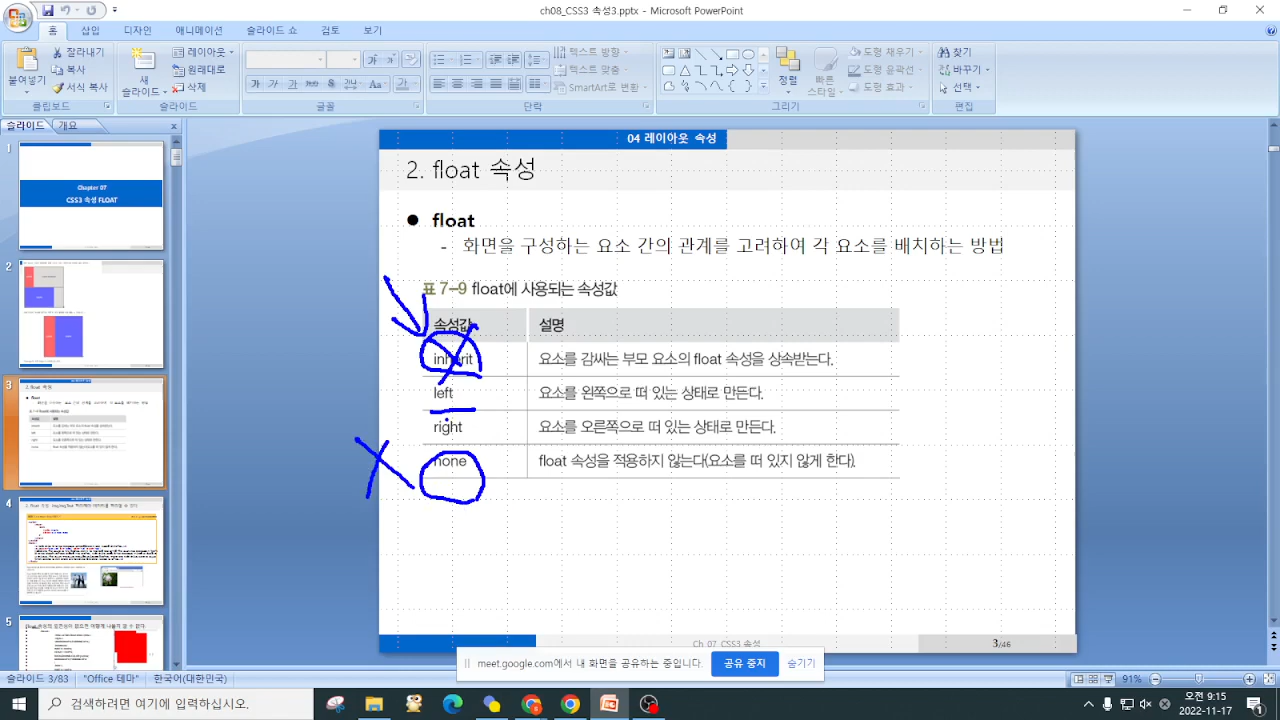 ch08_CSS3 속성3.pptx - Microsoft PowerPoint
홈 삽입 디자인 애니메이션 슬라이드 쇼 검토 보기
붙여넣기 잘라내기 복사 서식 복사 클립보드
새 슬라이드 레이아웃 원래대로 삭제 슬라이드
글꼴
텍스트 방향 텍스트 맞춤 SmartArt로 변환 단락
정렬 빠른 스타일 도형 채우기 도형 윤곽선 도형 효과 그리기
찾기 바꾸기 선택 편집
슬라이드 개요
1
Chapter 07
CSS3 속성 FLOAT
2
3
4
5
04 레이아웃 속성
2. float 속성
● float
- 화면을 구성하는 요소 간의 관계를 고려하여 각 요소를 배치하는 방법
표 7-9 float에 사용되는 속성값
속성값 설명
inherit 요소를 감싸는 부모 요소의 float 속성을 상속받는다.
left 요소를 왼쪽으로 떠 있는 상태로 만든다.
right 요소를 오른쪽으로 떠 있는 상태로 만든다.
none float 속성을 적용하지 않는다(요소를 떠 있지 않게 한다).
Ch 07 CSS3 속성
3/46
meet.google.com에서 내 화면을 공유하는 중입니다. 공유 중지 숨기기
슬라이드 3/83 "Office 테마" 한국어(대한민국) 91%
검색하려면 여기에 입력하십시오.
오전 9:15
2022-11-17